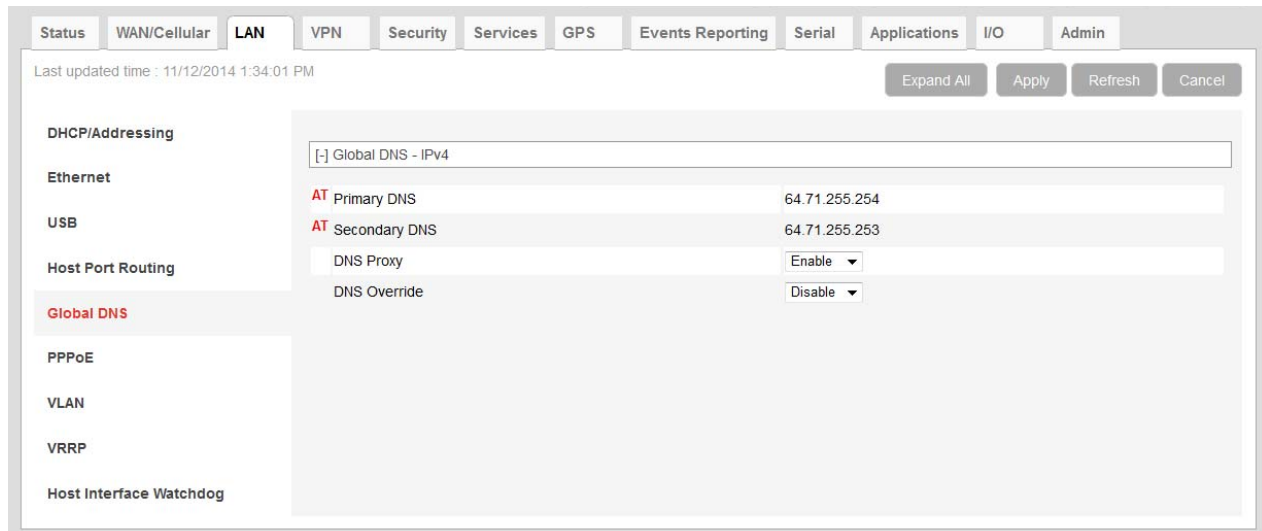 Status WAN/Cellular LAN VPN Security Services GPS Events Reporting Serial Applications I/O Admin
Last updated time : 11/12/2014 1:34:01 PM
Expand All Apply Refresh Cancel
DHCP/Addressing
Ethernet
USB
Host Port Routing
Global DNS
PPPoE
VLAN
VRRP
Host Interface Watchdog
[-] Global DNS - IPv4
AT Primary DNS 64.71.255.254
AT Secondary DNS 64.71.255.253
DNS Proxy Enable
DNS Override Disable